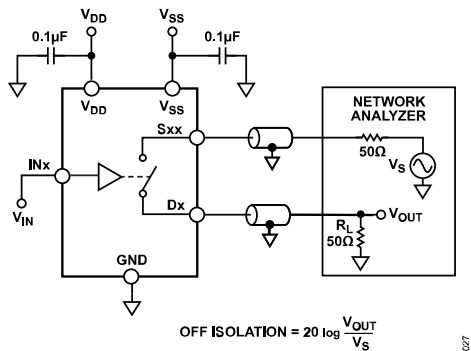 VDD
VSS
0.1µF
0.1µF
VDD
VSS
NETWORK
ANALYZER
Sxx
50Ω
VS
INx
VIN
Dx
VOUT
RL
50Ω
GND
OFF ISOLATION = 20 log VOUT/VS
027